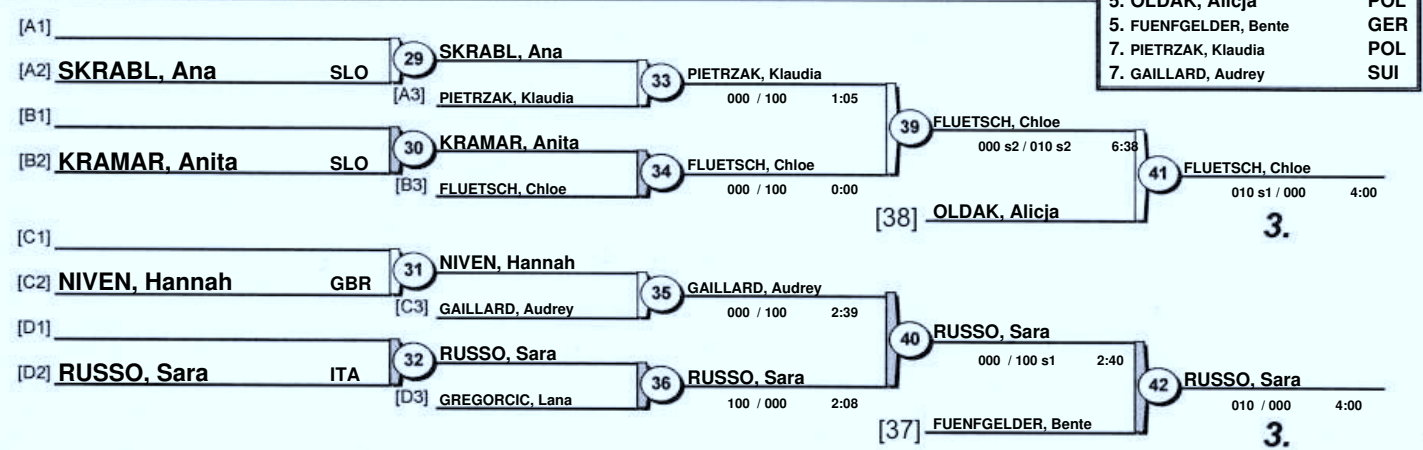 5. OLDAK, Alicja POL
5. FUENFGELDER, Bente GER
7. PIETRZAK, Klaudia POL
7. GAILLARD, Audrey SUI
[A1]
[A2] SKRABL, Ana SLO
29
SKRABL, Ana
[A3] PIETRZAK, Klaudia
33
PIETRZAK, Klaudia
000 / 100 1:05
[B1]
[B2] KRAMAR, Anita SLO
30
KRAMAR, Anita
[B3] FLUETSCH, Chloe
34
FLUETSCH, Chloe
000 / 100 0:00
39
FLUETSCH, Chloe
000 s2 / 010 s2 6:38
[38] OLDAK, Alicja
41
FLUETSCH, Chloe
010 s1 / 000 4:00
3.
[C1]
[C2] NIVEN, Hannah GBR
31
NIVEN, Hannah
[C3] GAILLARD, Audrey
35
GAILLARD, Audrey
000 / 100 2:39
[D1]
[D2] RUSSO, Sara ITA
32
RUSSO, Sara
[D3] GREGORCIC, Lana
36
RUSSO, Sara
100 / 000 2:08
40
RUSSO, Sara
000 / 100 s1 2:40
[37] FUENFGELDER, Bente
42
RUSSO, Sara
010 / 000 4:00
3.